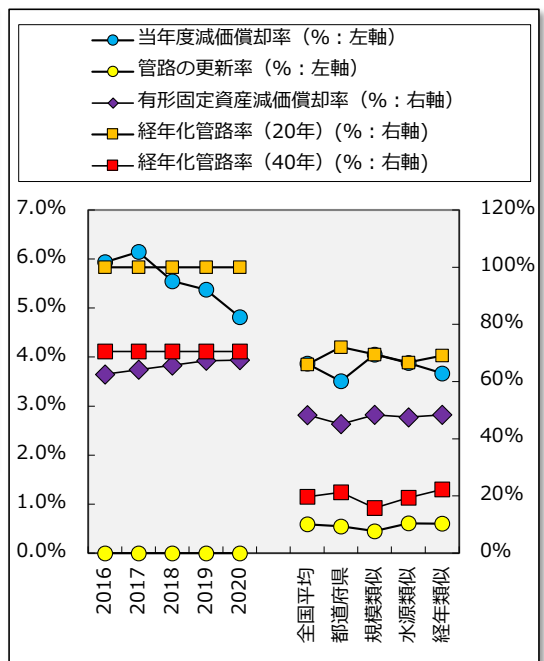 当年度減価償却率（%：左軸）
管路の更新率（%：左軸）
有形固定資産減価償却率（%：右軸）
経年化管路率（20年）(%：右軸)
経年化管路率（40年）(%：右軸)
7.0%
6.0%
5.0%
4.0%
3.0%
2.0%
1.0%
0.0%
120%
100%
80%
60%
40%
20%
0%
2016
2017
2018
2019
2020
全国平均
都道府県
規模類似
水源類似
経年類似